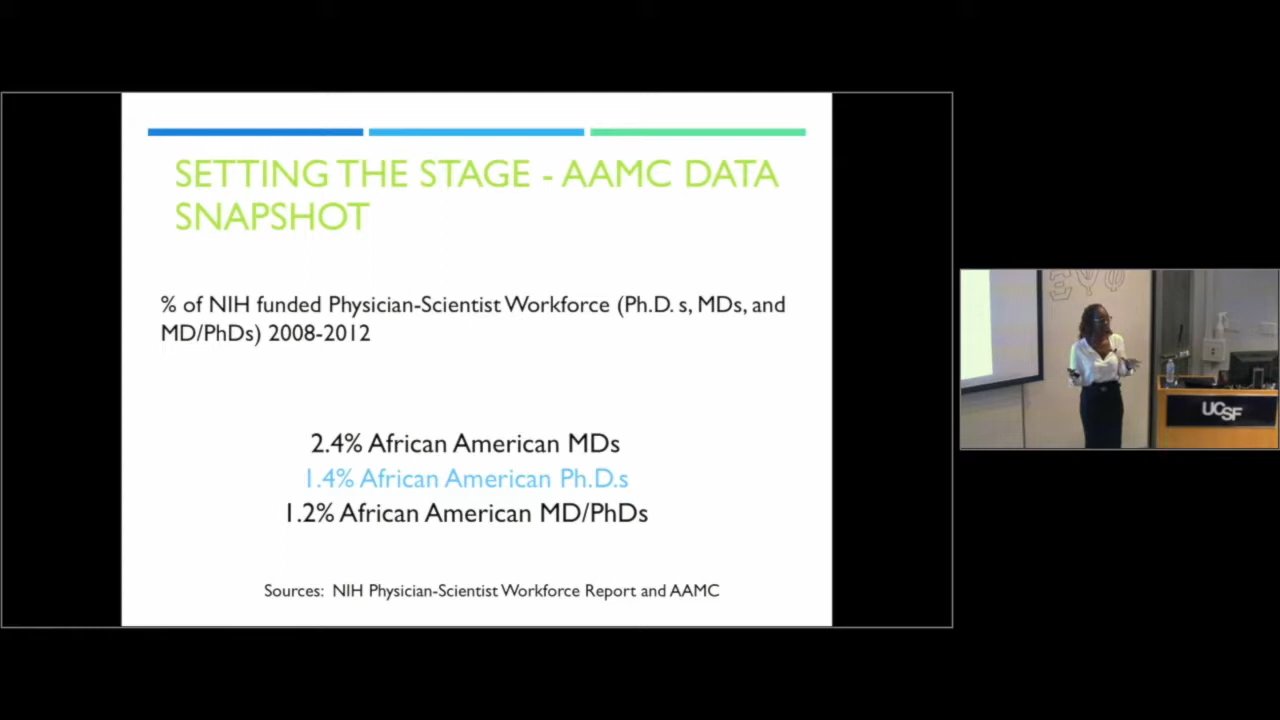 SETTING THE STAGE - AAMC DATA
SNAPSHOT
% of NIH funded Physician-Scientist Workforce (Ph.D. s, MDs, and
MD/PhDs) 2008-2012
2.4% African American MDs
1.4% African American Ph.D.s
1.2% African American MD/PhDs
Sources: NIH Physician-Scientist Workforce Report and AAMC
ΞΨΦ
UCSF